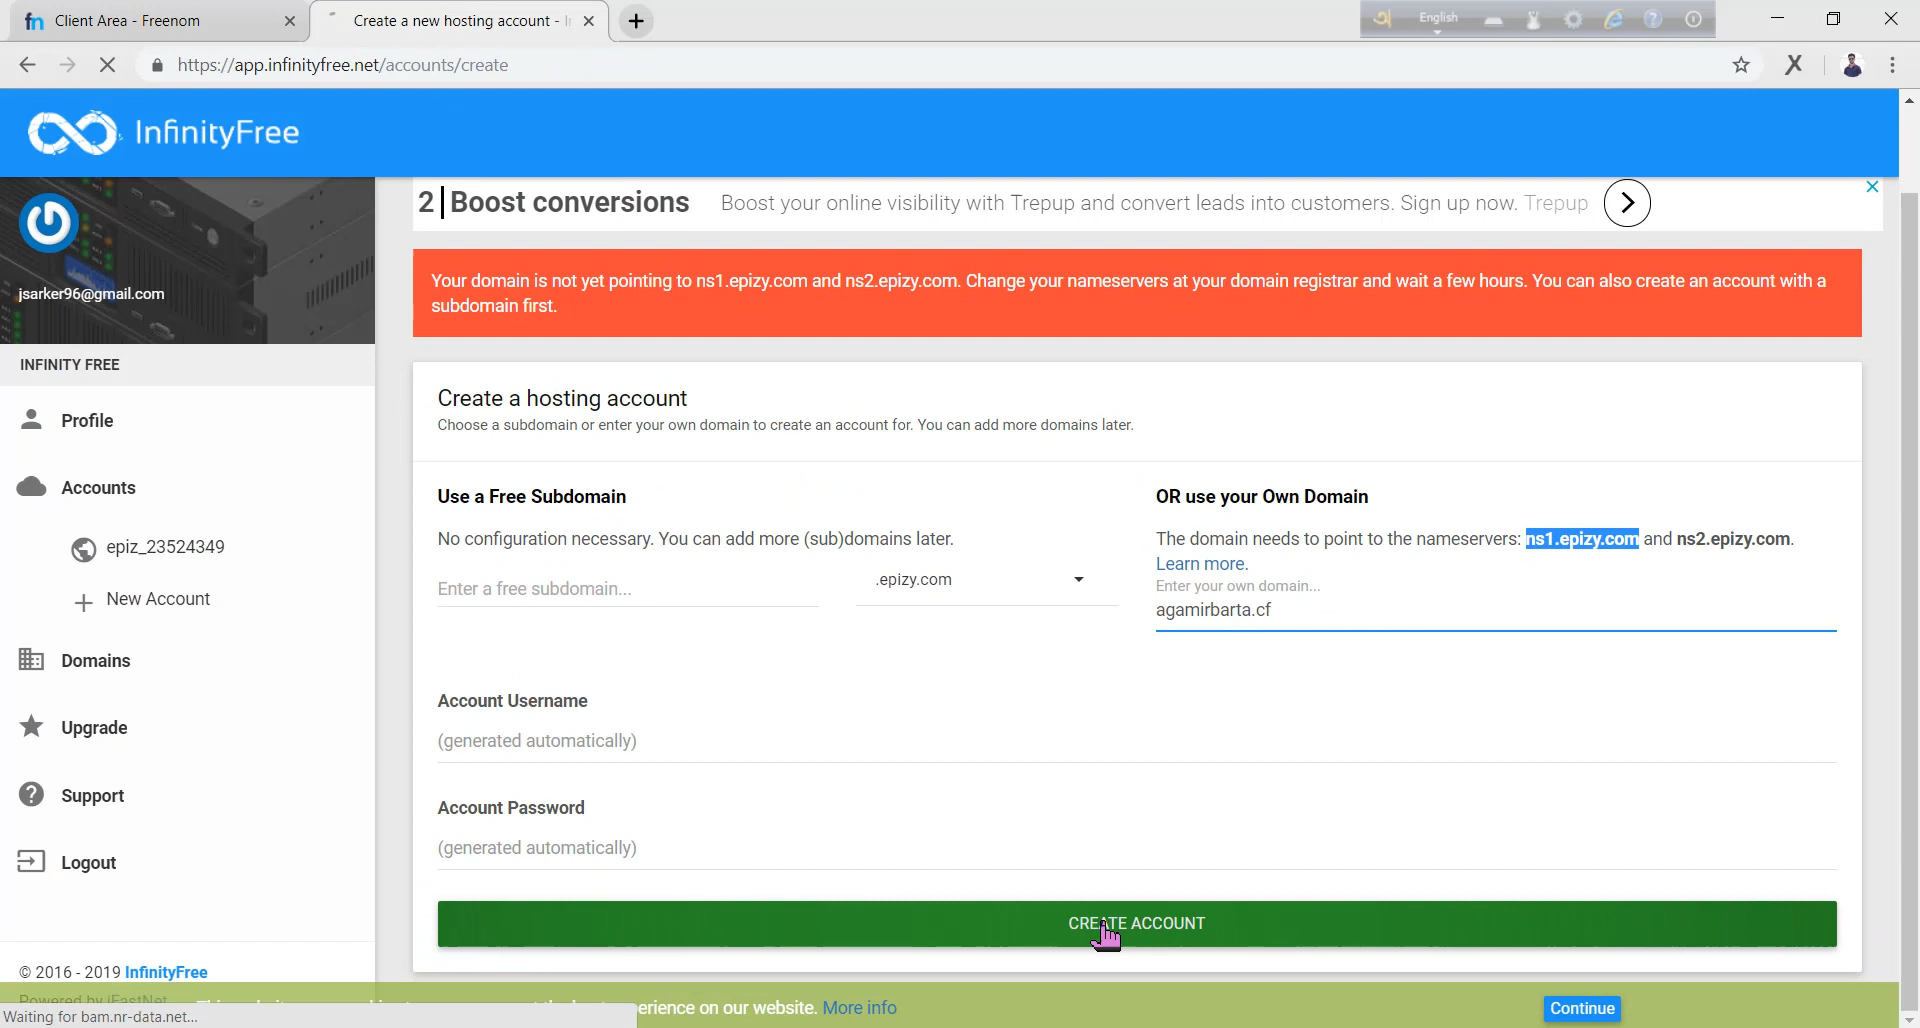 Client Area - Freenom
Create a new hosting account -
English
https://app.infinityfree.net/accounts/create
InfinityFree
2 Boost conversions Boost your online visibility with Trepup and convert leads into customers. Sign up now. Trepup
jsarker96@gmail.com
Your domain is not yet pointing to ns1.epizy.com and ns2.epizy.com. Change your nameservers at your domain registrar and wait a few hours. You can also create an account with a
subdomain first.
INFINITY FREE
Profile
Accounts
epiz_23524349
New Account
Domains
Upgrade
Support
Logout
Create a hosting account
Choose a subdomain or enter your own domain to create an account for. You can add more domains later.
Use a Free Subdomain
No configuration necessary. You can add more (sub)domains later.
Enter a free subdomain...
.epizy.com
OR use your Own Domain
The domain needs to point to the nameservers: ns1.epizy.com and ns2.epizy.com.
Learn more.
Enter your own domain...
agamirbarta.cf
Account Username
(generated automatically)
Account Password
(generated automatically)
CREATE ACCOUNT
© 2016 - 2019 InfinityFree
Powered by iFastNet
on our website. More info
Continue
Waiting for bam.nr-data.net...